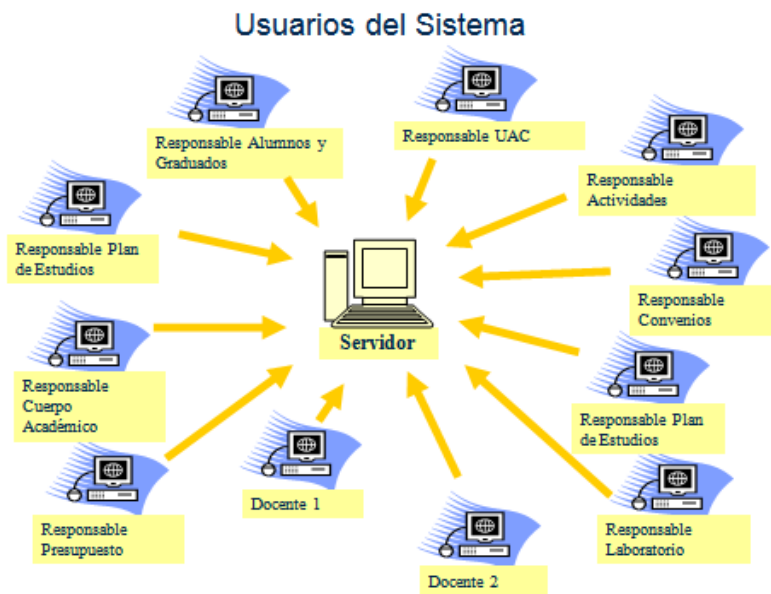 Usuarios del Sistema
Responsable Alumnos y
Graduados
Responsable UAC
Responsable
Actividades
Responsable Plan
de Estudios
Responsable
Convenios
Servidor
Responsable
Cuerpo
Académico
Responsable Plan
de Estudios
Docente 1
Responsable
Presupuesto
Responsable
Laboratorio
Docente 2